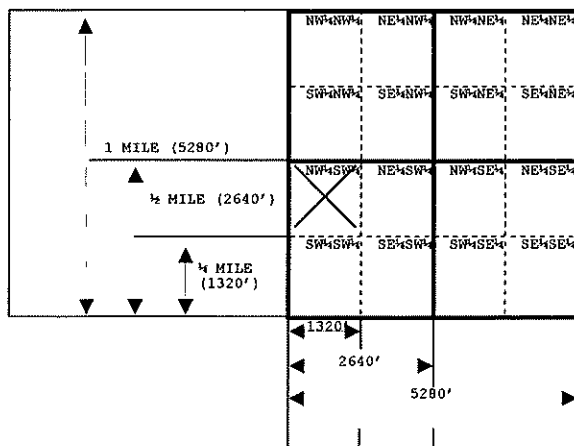 NW¼NW¼ NE¼NW¼ NW¼NE¼ NE¼NE¼
SW¼NW¼ SE¼NW¼ SW¼NE¼ SE¼NE¼
1 MILE (5280')
NW¼SW¼ NE¼SW¼ NW¼SE¼ NE¼SE¼
½ MILE (2640')
SW¼SW¼ SE¼SW¼ SW¼SE¼ SE¼SE¼
¼ MILE
(1320')
1320'
2640'
5280'